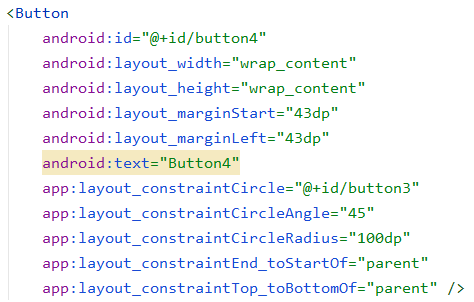 <Button
android:id="@+id/button4"
android:layout_width="wrap_content"
android:layout_height="wrap_content"
android:layout_marginStart="43dp"
android:layout_marginLeft="43dp"
android:text="Button4"
app:layout_constraintCircle="@+id/button3"
app:layout_constraintCircleAngle="45"
app:layout_constraintCircleRadius="100dp"
app:layout_constraintEnd_toStartOf="parent"
app:layout_constraintTop_toBottomOf="parent" />